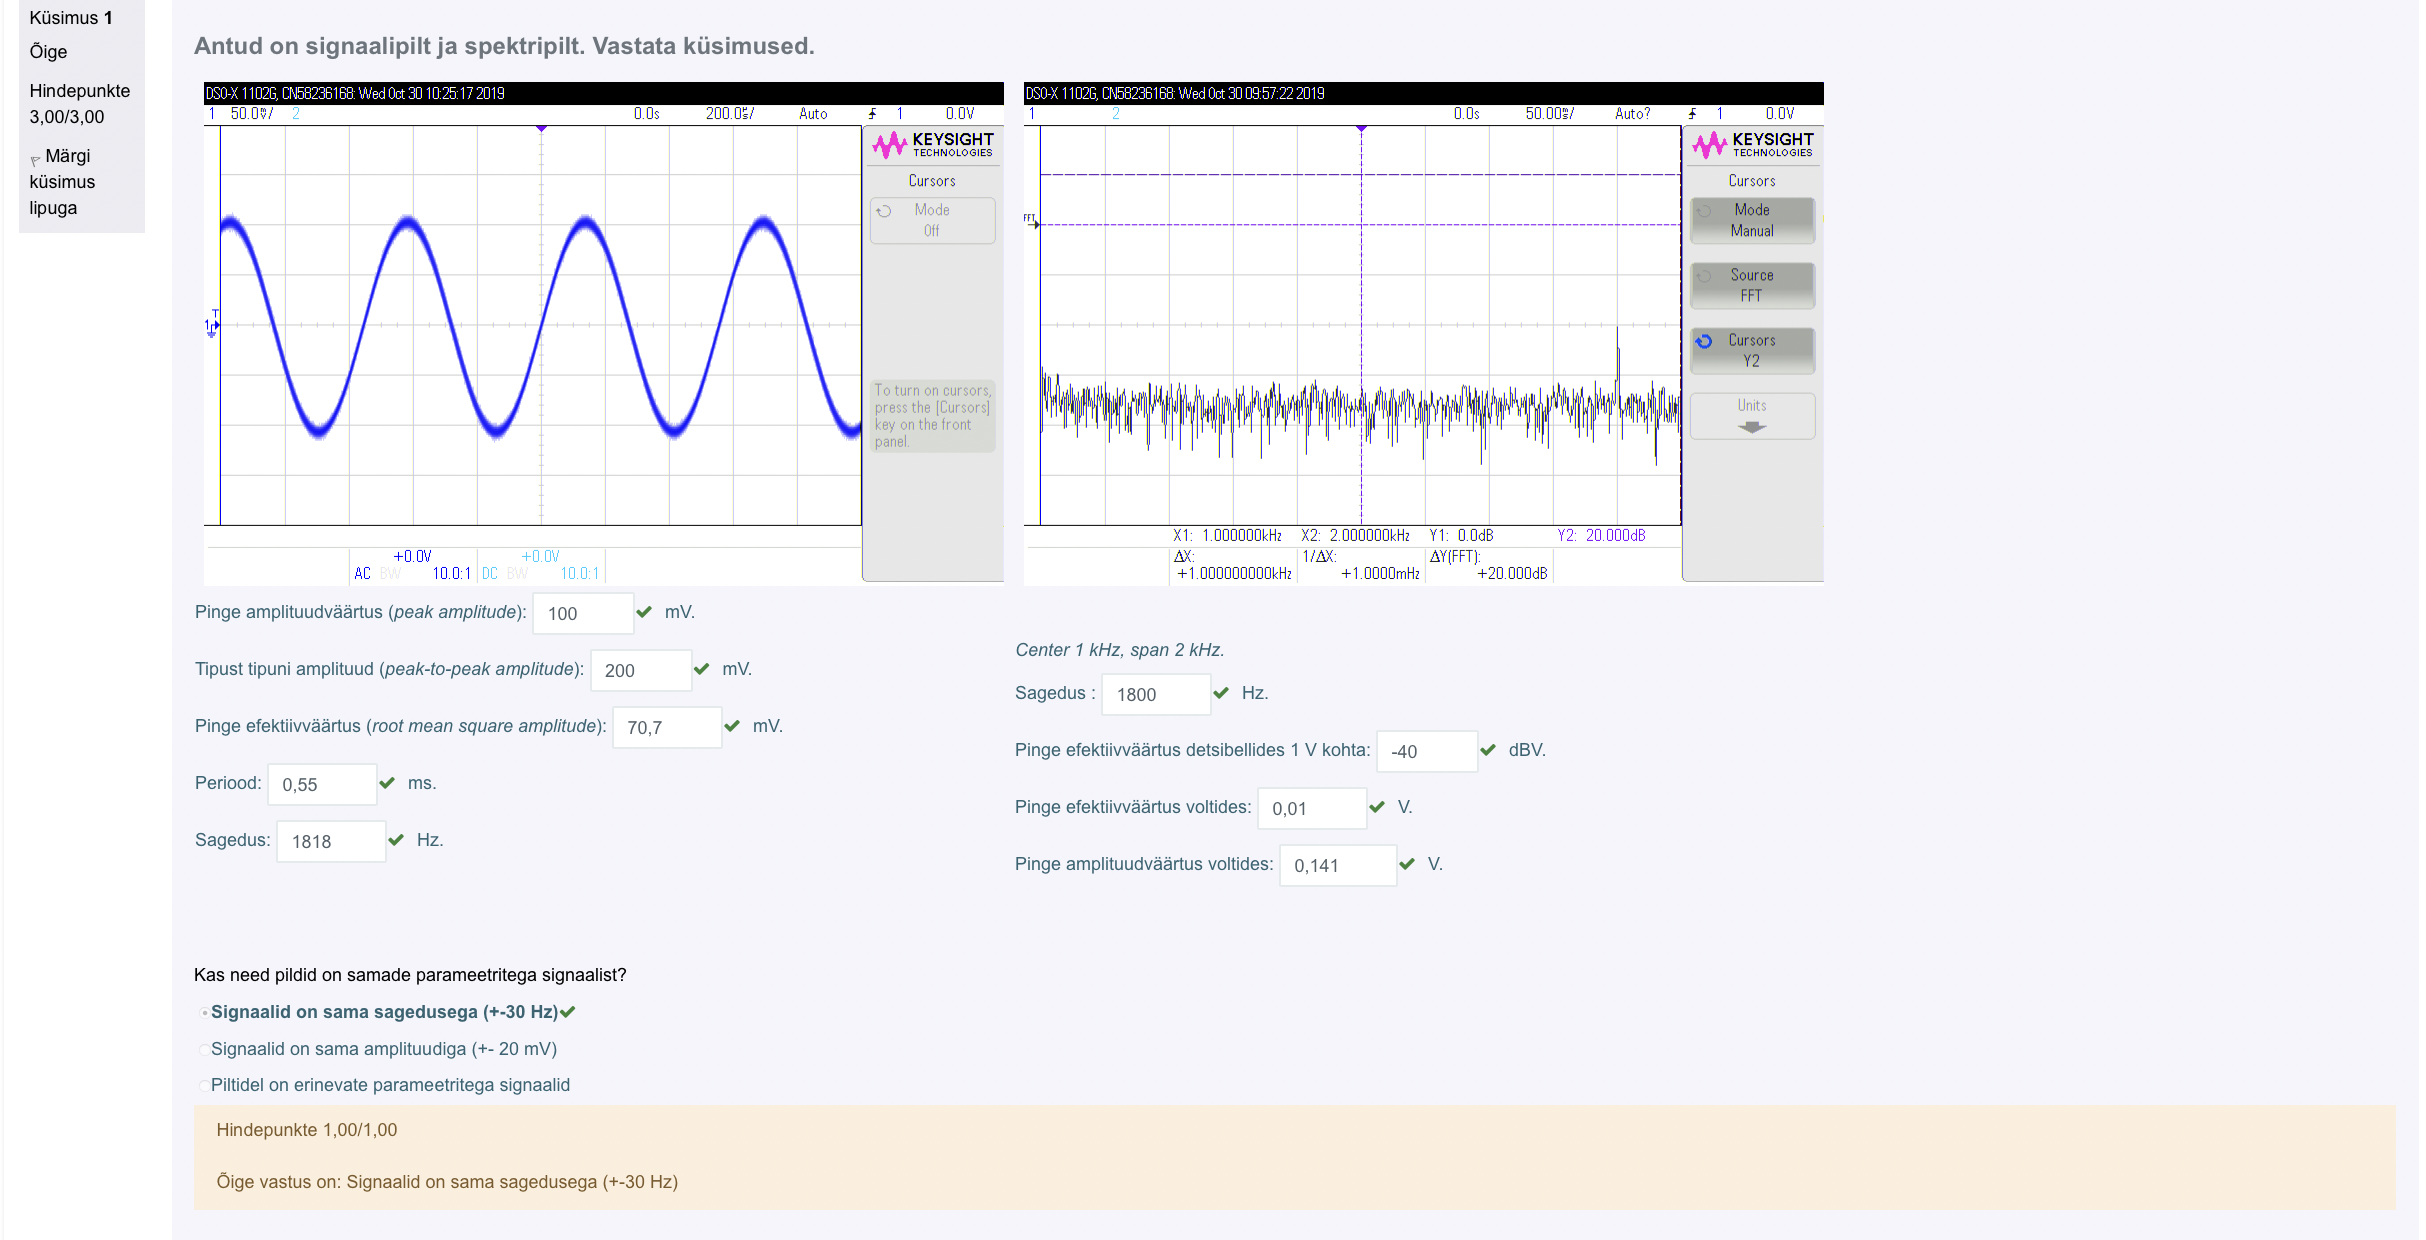 Küsimus 1
Õige
Hindepunkte
3,00/3,00
Märgi
küsimus
lipuga
Antud on signaalipilt ja spektripilt. Vastata küsimused.
DSO-X 1102G, CN58236168: Wed Oct 30 10:25:17 2019
1 50.0V/ 2 0.0s 200.0s/ Auto 1 0.0V
KEYSIGHT
TECHNOLOGIES
Cursors
Mode
Off
To turn on cursors,
press the [Cursors]
key on the front
panel.
1
T
+0.0V +0.0V
AC BW 10.0:1 DC BW 10.0:1
DSO-X 1102G, CN58236168: Wed Oct 30 09:57:22 2019
1 2 0.0s 50.00s/ Auto? 1 0.0V
KEYSIGHT
TECHNOLOGIES
Cursors
Mode
Manual
Source
FFT
Cursors
Y2
Units
FFT
X1: 1.000000kHz X2: 2.000000kHz Y1: 0.0dB Y2: 20.000dB
ΔX: 1/ΔX: ΔY(FFT):
+1.000000000kHz +1.0000mHz +20.000dB
Pinge amplituudväärtus (peak amplitude): 100 mV.
Tipust tipuni amplituud (peak-to-peak amplitude): 200 mV.
Pinge efektiivväärtus (root mean square amplitude): 70,7 mV.
Periood: 0,55 ms.
Sagedus: 1818 Hz.
Center 1 kHz, span 2 kHz.
Sagedus : 1800 Hz.
Pinge efektiivväärtus detsibellides 1 V kohta: -40 dBV.
Pinge efektiivväärtus voltides: 0,01 V.
Pinge amplituudväärtus voltides: 0,141 V.
Kas need pildid on samade parameetritega signaalist?
Signaalid on sama sagedusega (+-30 Hz)
Signaalid on sama amplituudiga (+- 20 mV)
Piltidel on erinevate parameetritega signaalid
Hindepunkte 1,00/1,00
Õige vastus on: Signaalid on sama sagedusega (+-30 Hz)